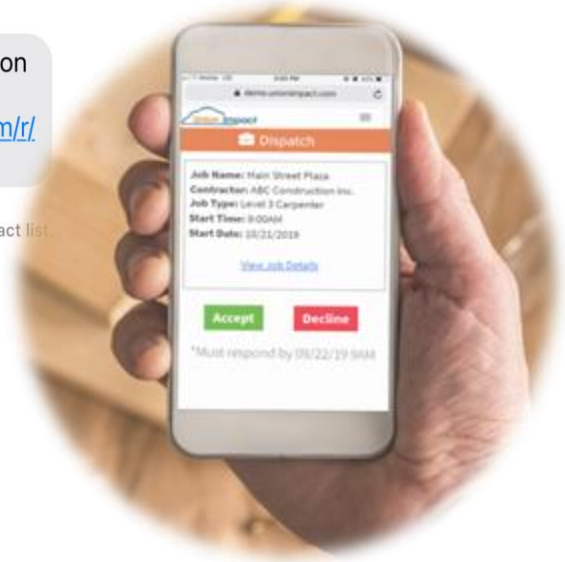 on
m/r/
act list.
demo.unionimpact.com
Union Impact
Dispatch
Job Name: Main Street Plaza
Contractor: ABC Construction Inc.
Job Type: Level 3 Carpenter
Start Time: 9:00AM
Start Date: 10/21/2019
View Job Details
Accept
Decline
*Must respond by 09/22/19 9AM